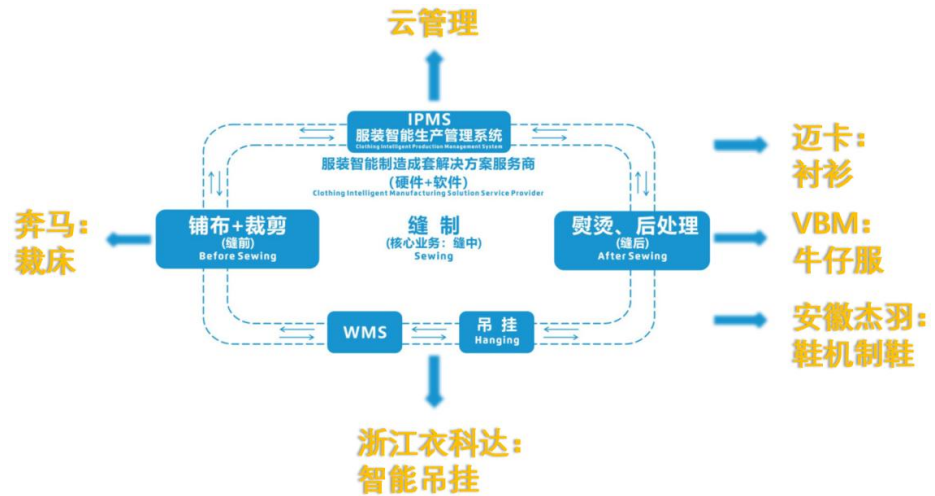 云管理
IPMS
服装智能生产管理系统
Clothing Intelligent Production Management System
服装智能制造成套解决方案服务商
(硬件+软件)
Clothing Intelligent Manufacturing Solution Service Provider
迈卡:
衬衫
奔马:
裁床
铺布+裁剪
(缝前)
Before Sewing
缝 制
(核心业务: 缝中)
Sewing
熨烫、后处理
(缝后)
After Sewing
VBM:
牛仔服
WMS
吊 挂
Hanging
安徽杰羽:
鞋机制鞋
浙江衣科达:
智能吊挂